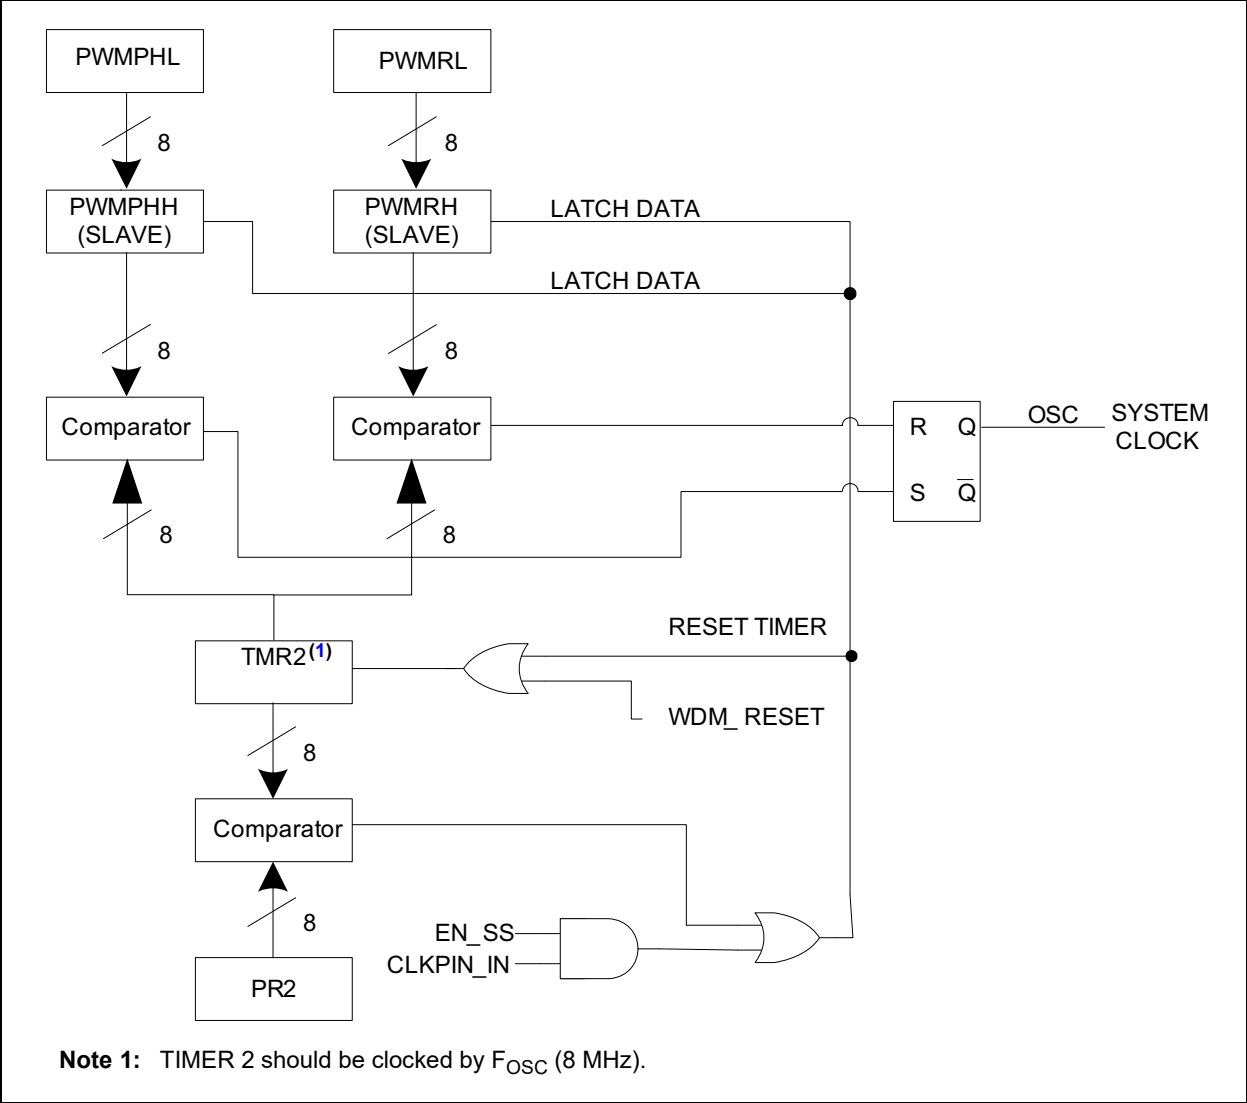 PWMPHL
PWMRL
8
8
PWMPHH
(SLAVE)
PWMRH
(SLAVE)
LATCH DATA
LATCH DATA
8
8
Comparator
Comparator
R Q
S Q̅
OSC
SYSTEM
CLOCK
8
8
RESET TIMER
TMR2(1)
WDM_ RESET
8
Comparator
8
EN_SS
CLKPIN_IN
PR2
Note 1: TIMER 2 should be clocked by FOSC (8 MHz).